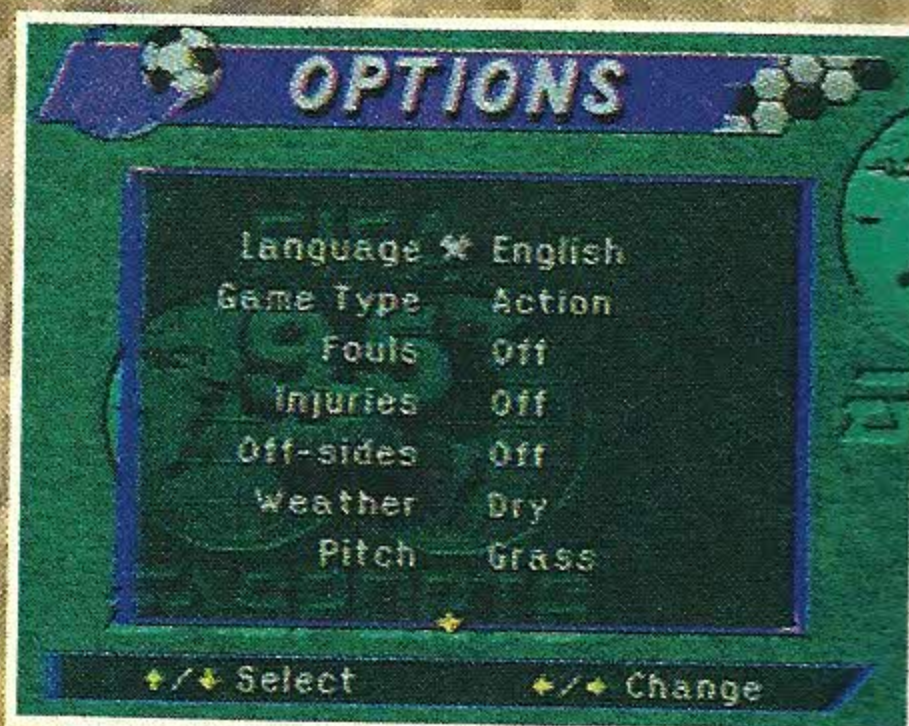 OPTIONS
Language English
Game Type Action
Fouls Off
Injuries Off
Off-sides Off
Weather Dry
Pitch Grass
/ Select / Change